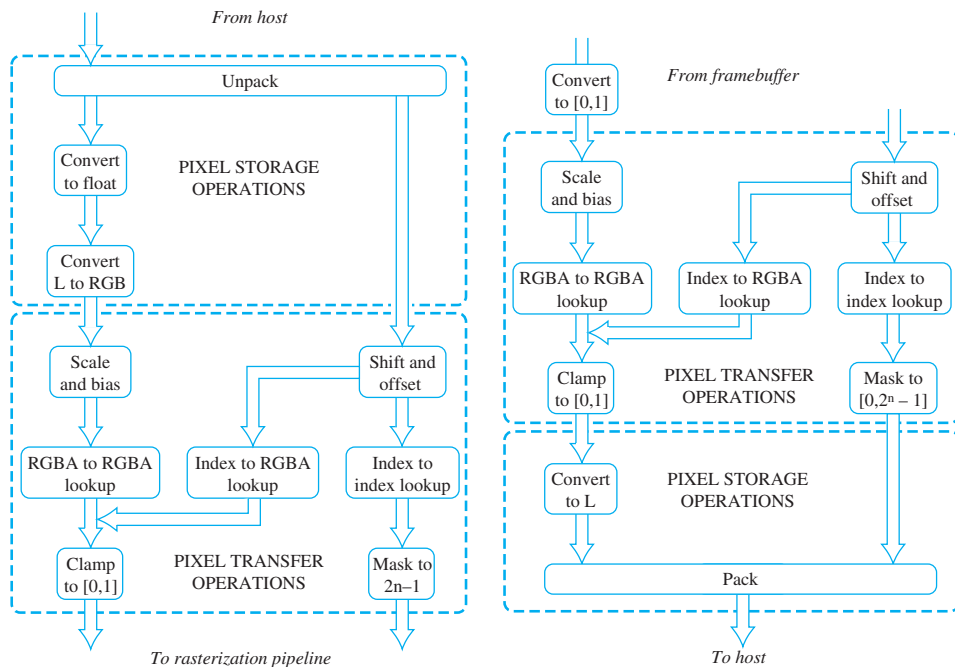 From host
Unpack
Convert
to float
PIXEL STORAGE
OPERATIONS
Convert
L to RGB
Scale
and bias
Shift and
offset
RGBA to RGBA
lookup
Index to RGBA
lookup
Index to
index lookup
Clamp
to [0,1]
PIXEL TRANSFER
OPERATIONS
Mask to
2n–1
To rasterization pipeline
Convert
to [0,1]
From framebuffer
Scale
and bias
Shift and
offset
RGBA to RGBA
lookup
Index to RGBA
lookup
Index to
index lookup
Clamp
to [0,1]
PIXEL TRANSFER
OPERATIONS
Mask to
[0,2ⁿ – 1]
Convert
to L
PIXEL STORAGE
OPERATIONS
Pack
To host